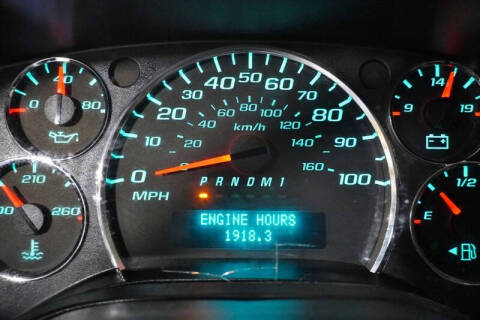 0 40 80
210
00 260
0 10 20 30 40 50 60 70 80 90 100
MPH
20 40 60 80 100 120 140 160
km/h
P R N D M 1
ENGINE HOURS
1918.3
9 14 19
E 1/2